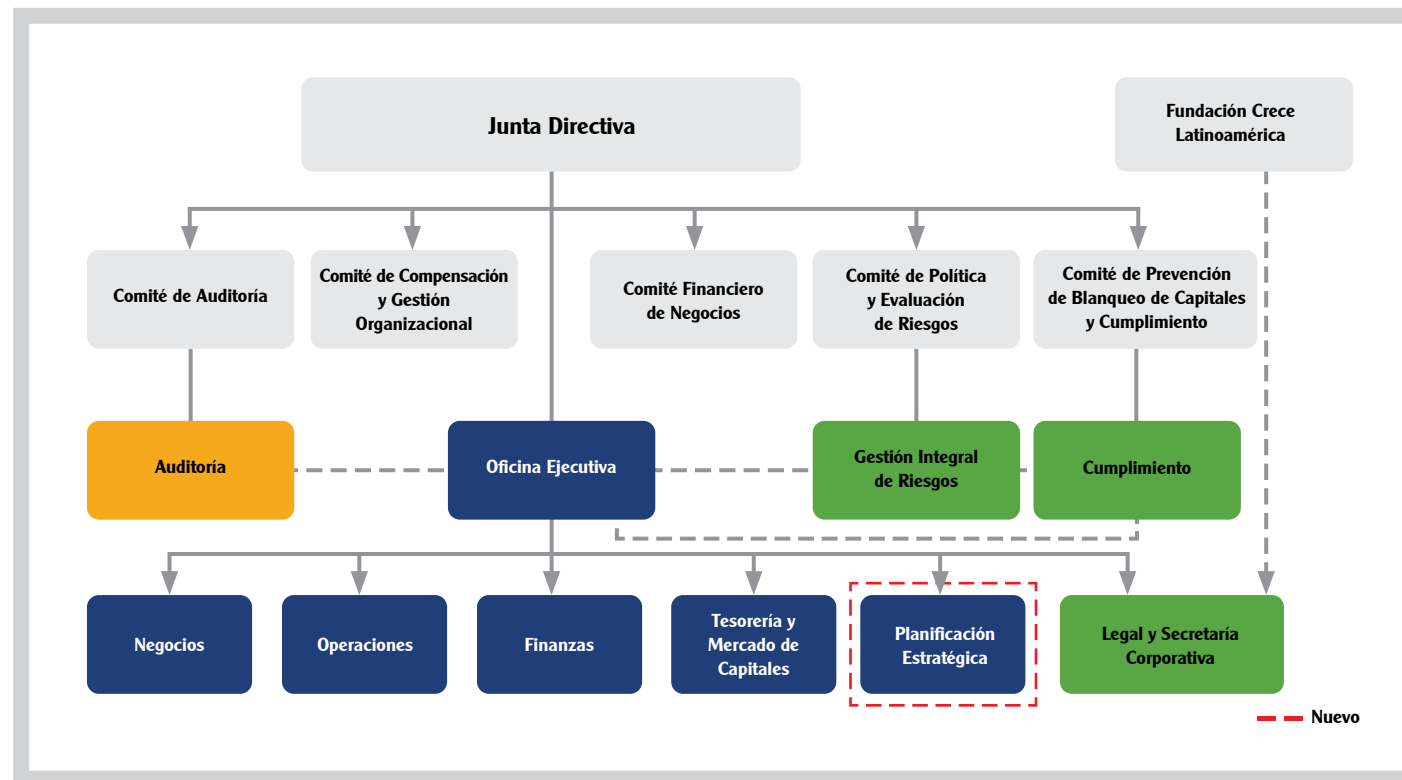 Junta Directiva
Fundación Crece
Latinoamérica
Comité de Auditoría
Comité de Compensación
y Gestión
Organizacional
Comité Financiero
de Negocios
Comité de Política
y Evaluación
de Riesgos
Comité de Prevención
de Blanqueo de Capitales
y Cumplimiento
Auditoría
Oficina Ejecutiva
Gestión Integral
de Riesgos
Cumplimiento
Negocios
Operaciones
Finanzas
Tesorería y
Mercado de
Capitales
Planificación
Estratégica
Legal y Secretaría
Corporativa
Nuevo